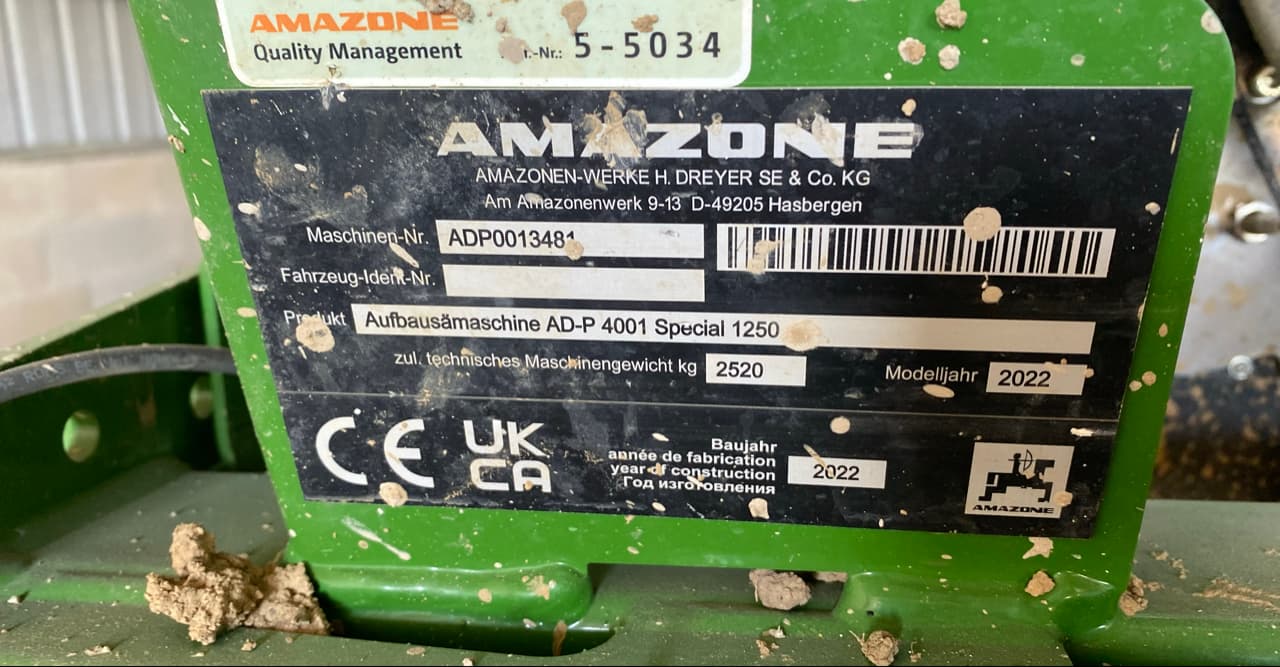 AMAZONE
Quality Management
-Nr.: 5-5034
AMAZONE
AMAZONEN-WERKE H. DREYER SE & Co. KG
Am Amazonenwerk 9-13 D-49205 Hasbergen
Maschinen-Nr. ADP0013481
Fahrzeug-Ident-Nr.
Produkt Aufbausämaschine AD-P 4001 Special 1250
zul. technisches Maschinengewicht kg 2520
Modelljahr 2022
CE
UK
CA
Baujahr
année de fabrication
year of construction
Год изготовления
2022
AMAZONE